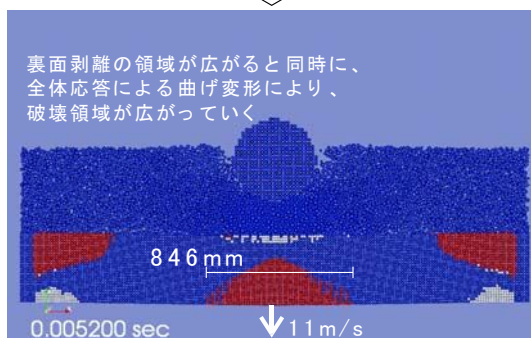 裏面剥離の領域が広がると同時に、
全体応答による曲げ変形により、
破壊領域が広がっていく
846mm
0.005200 sec
11m/s